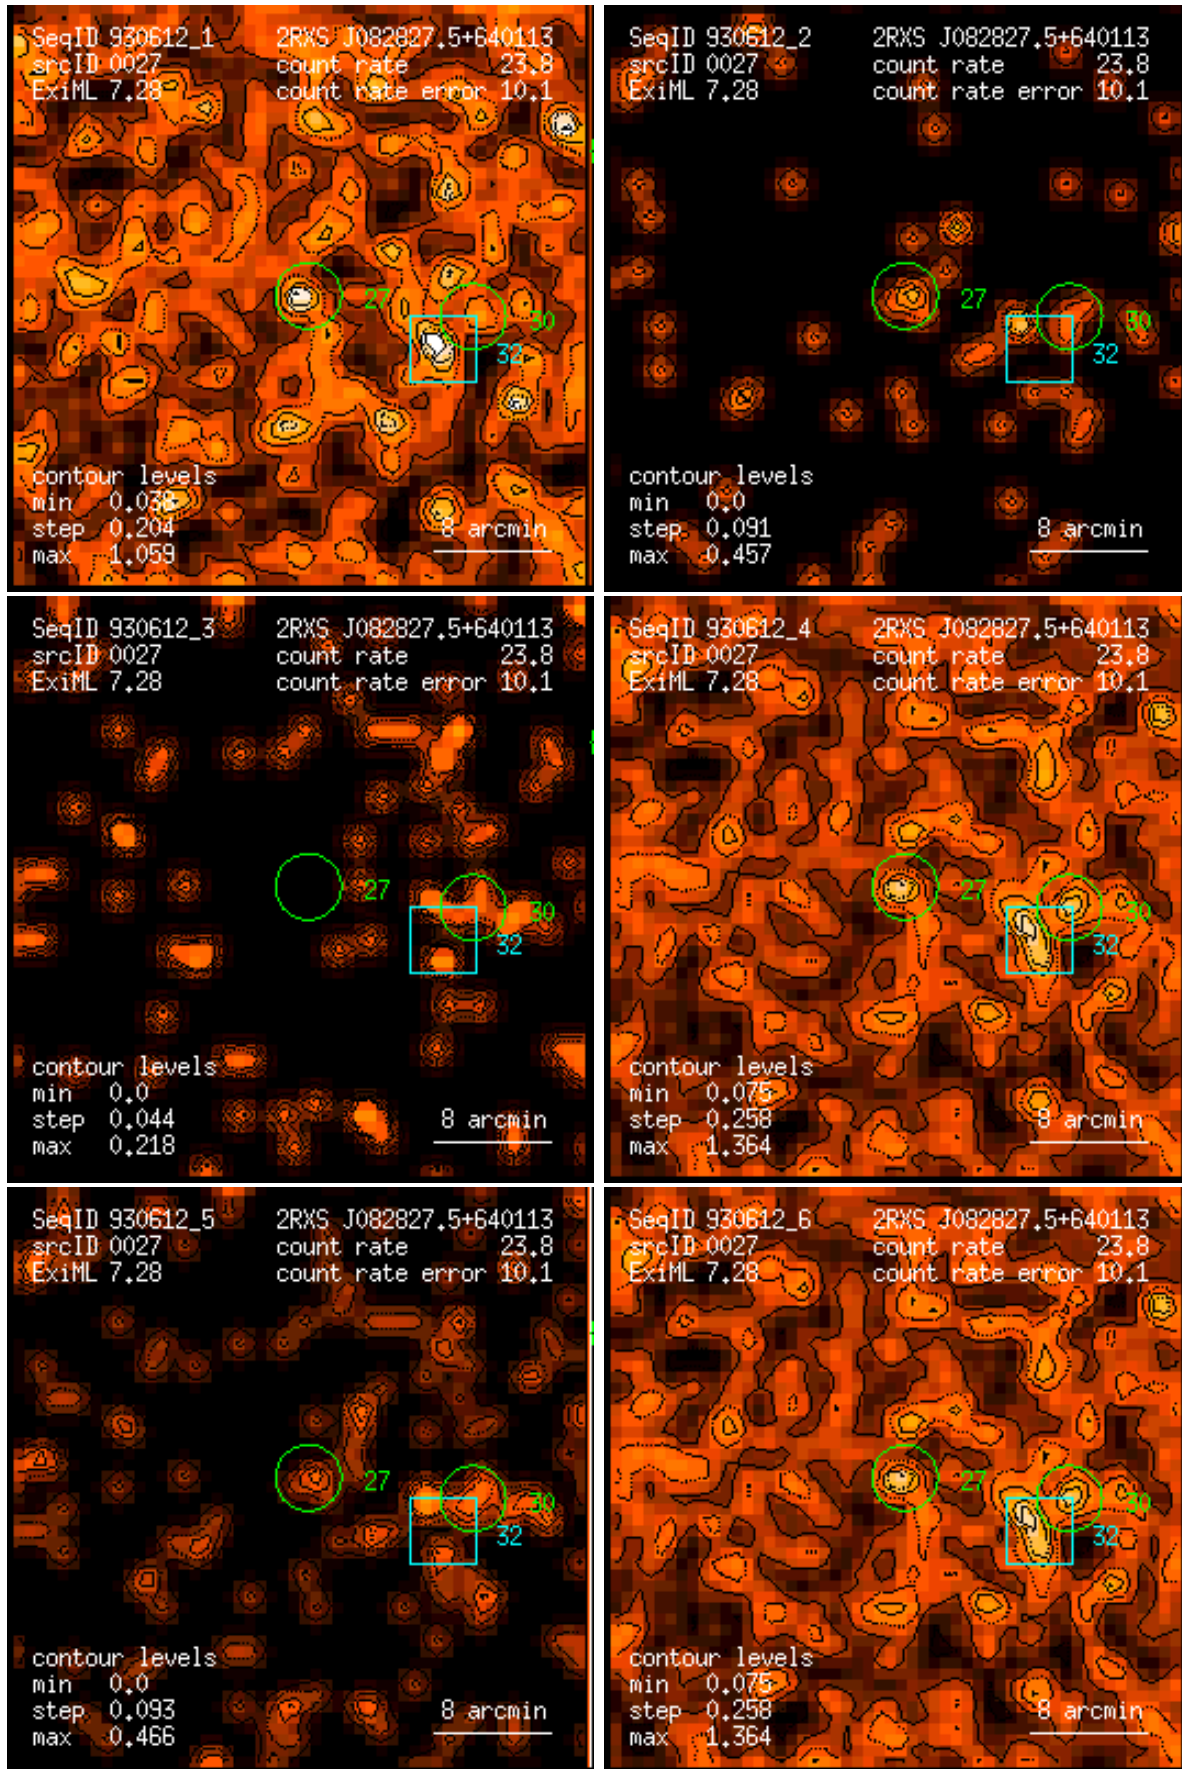 SeqID 930612_1 2RXS J082827.5+640113
srcID 0027 count rate 23.8
ExiML 7.28 count rate error 10.1
27
30
32
contour levels
min 0.038
step 0.204
max 1.059
8 arcmin
SeqID 930612_2 2RXS J082827.5+640113
srcID 0027 count rate 23.8
ExiML 7.28 count rate error 10.1
27
30
32
contour levels
min 0.0
step 0.091
max 0.457
8 arcmin
SeqID 930612_3 2RXS J082827.5+640113
srcID 0027 count rate 23.8
ExiML 7.28 count rate error 10.1
27
30
32
contour levels
min 0.0
step 0.044
max 0.218
8 arcmin
SeqID 930612_4 2RXS J082827.5+640113
srcID 0027 count rate 23.8
ExiML 7.28 count rate error 10.1
27
30
32
contour levels
min 0.075
step 0.258
max 1.364
8 arcmin
SeqID 930612_5 2RXS J082827.5+640113
srcID 0027 count rate 23.8
ExiML 7.28 count rate error 10.1
27
30
32
contour levels
min 0.0
step 0.093
max 0.466
8 arcmin
SeqID 930612_6 2RXS J082827.5+640113
srcID 0027 count rate 23.8
ExiML 7.28 count rate error 10.1
27
30
32
contour levels
min 0.075
step 0.258
max 1.364
8 arcmin